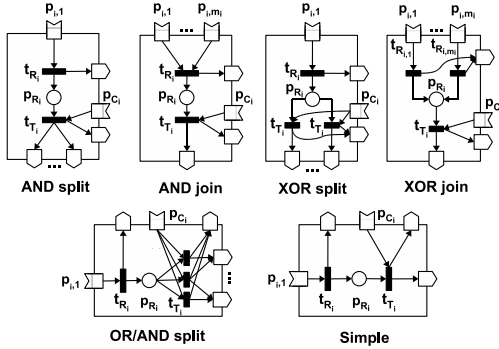 p_{i,1}
t_{R_i}
p_{R_i}
p_{C_i}
t_{T_i}
...
AND split
p_{i,1} ... p_{i,m_i}
t_{R_i}
p_{R_i}
t_{T_i}
...
AND join
p_{i,1}
t_{R_i}
p_{R_i}
p_{C_i}
t_{T_i} t_{T_i}
...
XOR split
p_{i,1} ... p_{i,m_i}
t_{R_{i,1}} t_{R_{i,m_i}}
p_{R_i}
t_{T_i}
XOR join
p_{C_i}
p_{i,1}
t_{R_i} p_{R_i} t_{T_i}
...
OR/AND split
p_{C_i}
p_{i,1}
t_{R_i} p_{R_i} t_{T_i}
Simple